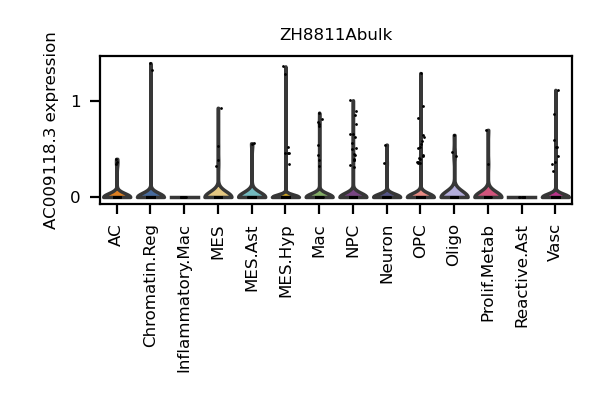 ZH8811Abulk
AC009118.3 expression
1
0
AC
Chromatin.Reg
Inflammatory.Mac
MES
MES.Ast
MES.Hyp
Mac
NPC
Neuron
OPC
Oligo
Prolif.Metab
Reactive.Ast
Vasc